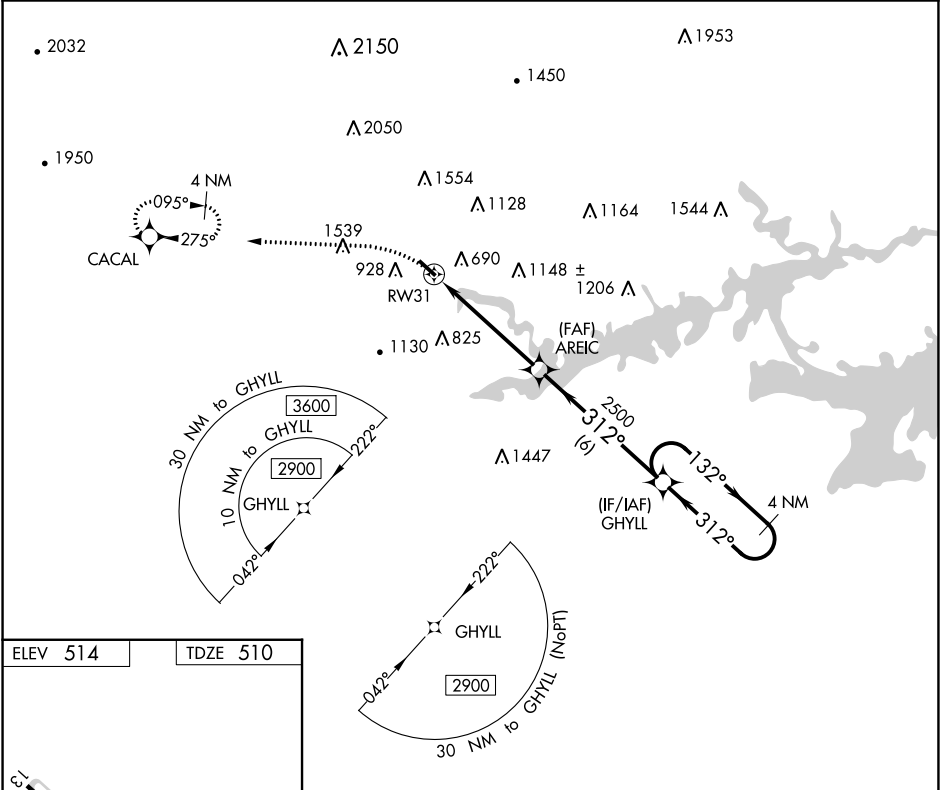 2032
2150
1953
1450
2050
1950
4 NM
1554
1128
1164
1544
095°
275°
1539
CACAL
928
690
1148 ±
1206
RW31
(FAF)
AREIC
1130
825
30 NM to GHYLL
3600
222°
10 NM to GHYLL
2900
GHYLL
042°
2500
312°
(6)
1447
132°
4 NM
(IF/IAF)
GHYLL
312°
222°
GHYLL
042°
2900
30 NM to GHYLL (NoPT)
ELEV 514
TDZE 510
13